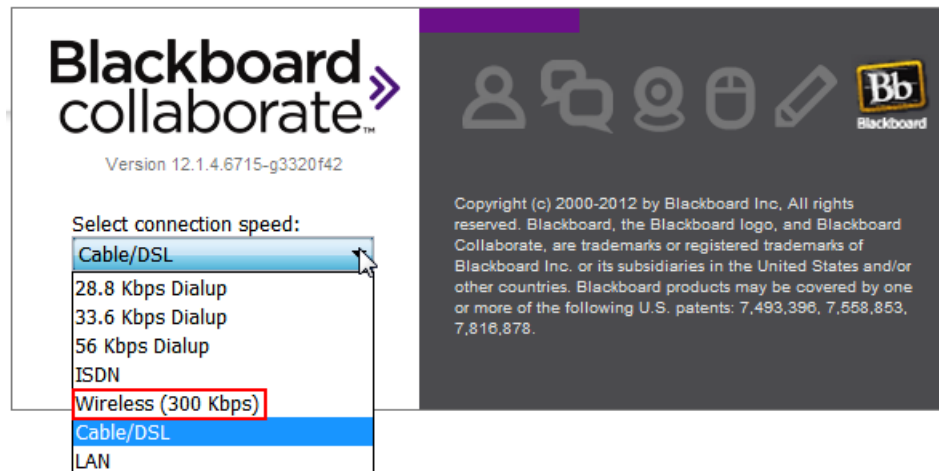 Blackboard
collaborate™
Version 12.1.4.6715-g3320f42
Select connection speed:
Cable/DSL
28.8 Kbps Dialup
33.6 Kbps Dialup
56 Kbps Dialup
ISDN
Wireless (300 Kbps)
Cable/DSL
LAN
Bb
Blackboard
Copyright (c) 2000-2012 by Blackboard Inc, All rights
reserved. Blackboard, the Blackboard logo, and Blackboard
Collaborate, are trademarks or registered trademarks of
Blackboard Inc. or its subsidiaries in the United States and/or
other countries. Blackboard products may be covered by one
or more of the following U.S. patents: 7,493,396, 7,558,853,
7,816,878.